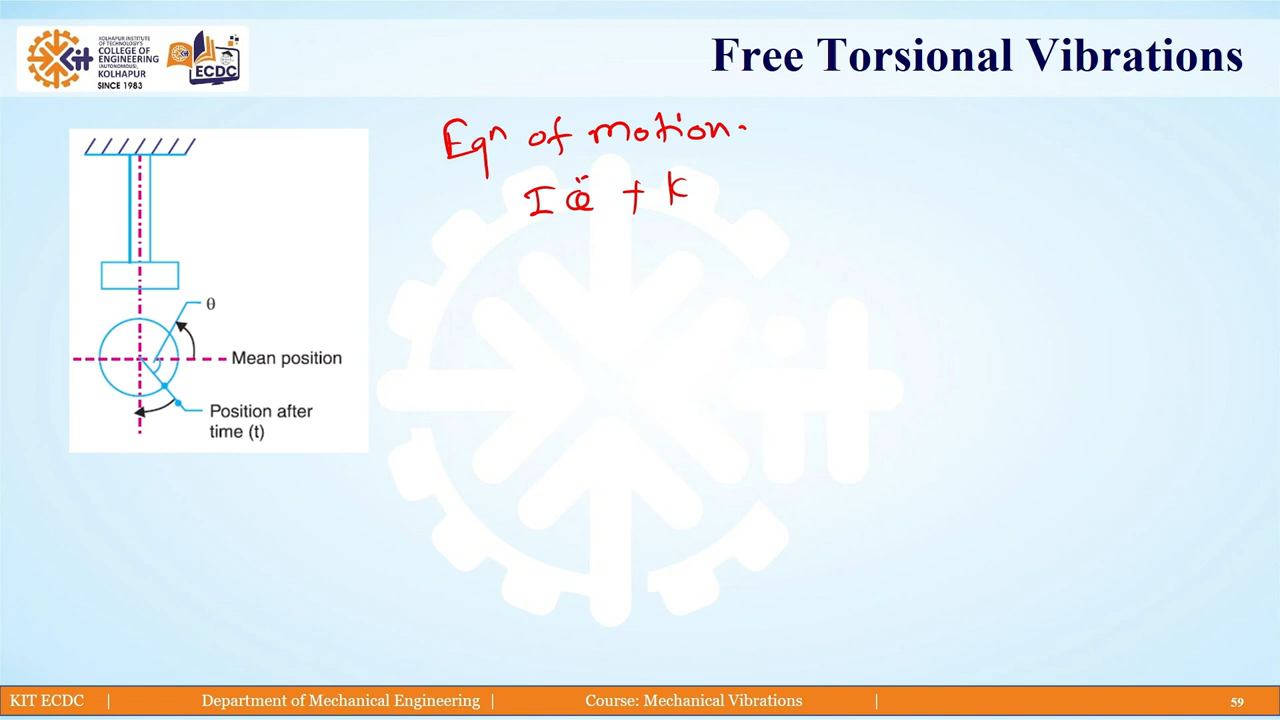 KOLHAPUR INSTITUTE
OF TECHNOLOGY'S
COLLEGE OF
ENGINEERING
(AUTONOMOUS),
KOLHAPUR
SINCE 1983
Kit
ECDC
Free Torsional Vibrations
Eqn of motion.
I θ̈ + K
θ
Mean position
Position after
time (t)
KIT ECDC | Department of Mechanical Engineering | Course: Mechanical Vibrations | 59